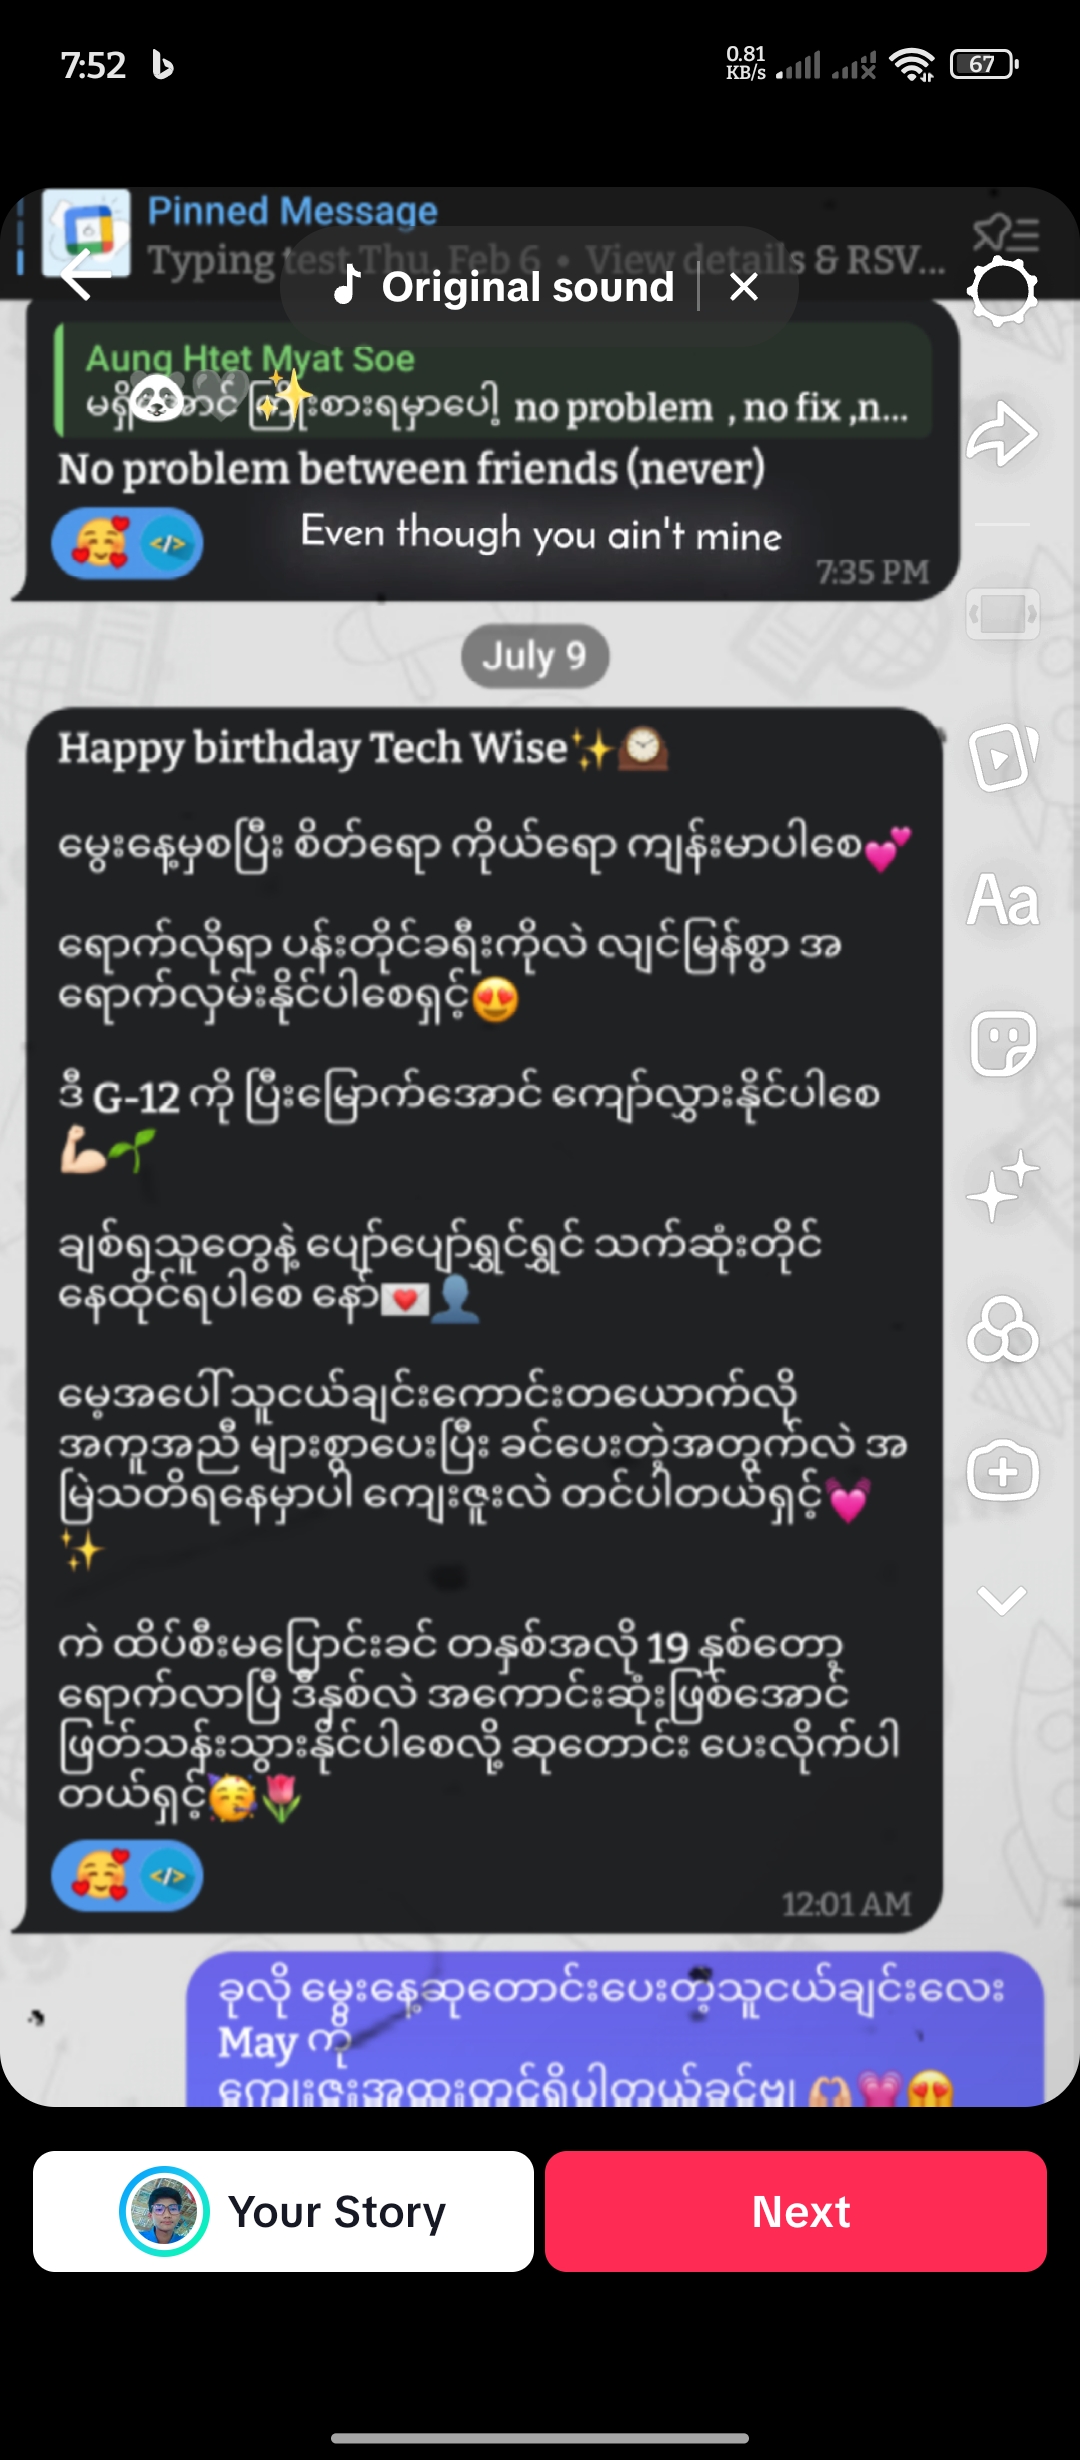 7:52
0.81
KB/s
67
Pinned Message
Typing test Thu, Feb 6 • View details & RSV...
Original sound
Aung Htet Myat Soe
ကြိုးစားရမှာပေါ့ no problem , no fix ,n...
No problem between friends (never)
Even though you ain't mine
7:35 PM
July 9
Happy birthday Tech Wise✨🕰️
မွေးနေ့မှစပြီး စိတ်ရော ကိုယ်ရော ကျန်းမာပါစေ💕
ရောက်လိုရာ ပန်းတိုင်ခရီးကိုလဲ လျင်မြန်စွာ အ
ရောက်လှမ်းနိုင်ပါစေရှင့်😍
ဒီ G-12 ကို ပြီးမြောက်အောင် ကျော်လွှားနိုင်ပါစေ
💪🏻🌱
ချစ်ရသူတွေနဲ့ ပျော်ပျော်ရွှင်ရွှင် သက်ဆုံးတိုင်
နေထိုင်ရပါစေ နော်💌👤
မေ့အပေါ် သူငယ်ချင်းကောင်းတယောက်လို
အကူအညီ များစွာပေးပြီး ခင်ပေးတဲ့အတွက်လဲ အ
မြဲသတိရနေမှာပါ ကျေးဇူးလဲ တင်ပါတယ်ရှင့်💓
✨
ကဲ ထိပ်စီးမပြောင်းခင် တနှစ်အလို 19 နှစ်တော့
ရောက်လာပြီ ဒီနှစ်လဲ အကောင်းဆုံးဖြစ်အောင်
ဖြတ်သန်းသွားနိုင်ပါစေလို့ ဆုတောင်း ပေးလိုက်ပါ
တယ်ရှင့်🥳🌷
12:01 AM
ခုလို မွေးနေ့ဆုတောင်းပေးတဲ့သူငယ်ချင်းလေး
May ကို
ကျေးဇူးအထူးတင်ရှိပါတယ်ခင်ဗျ 🫶🏻💗😍
Aa
Your Story
Next